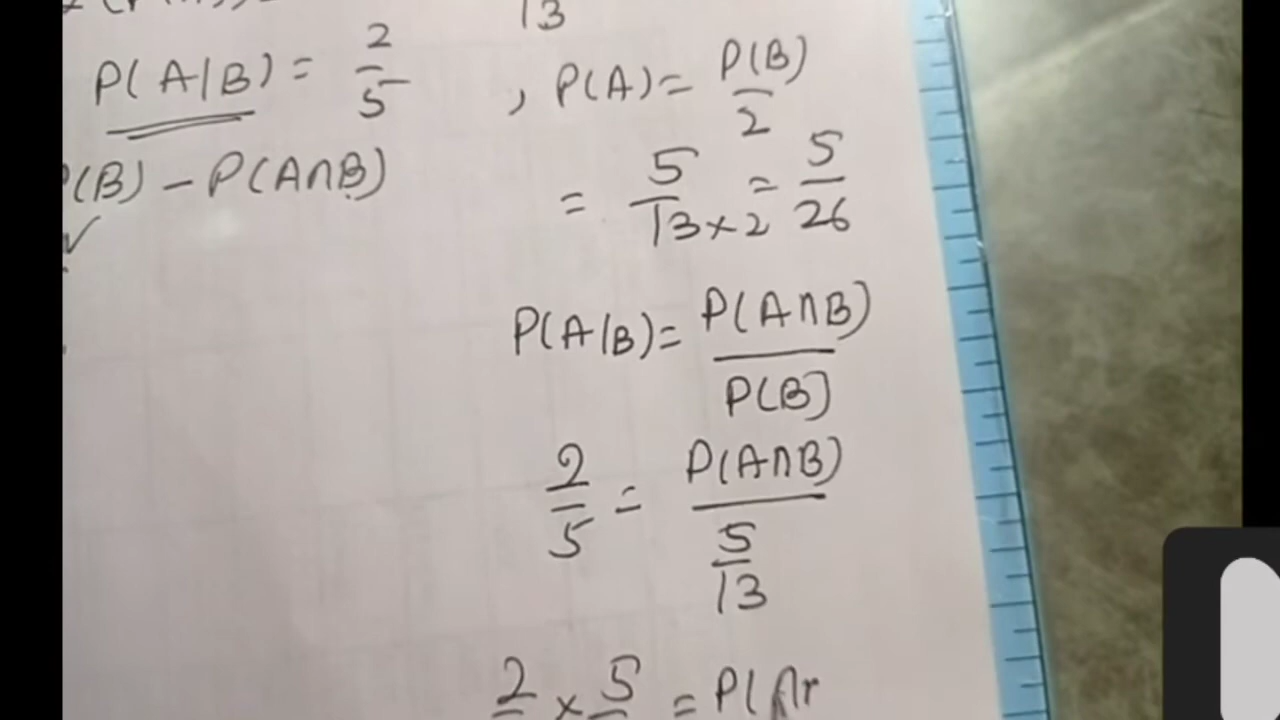 13
P(A|B) = 2/5 , P(A) = P(B)/2
(B) − P(A∩B) = 5/13×2 = 5/26
P(A|B) = P(A∩B)/P(B)
2/5 = P(A∩B)/5/13
2 × 5 = P(